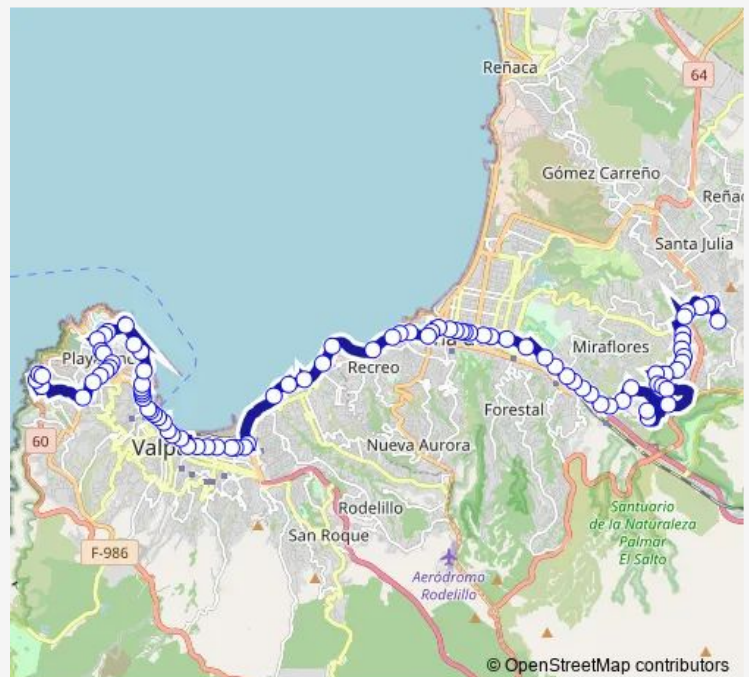 Reñaca
64
Gómez Carreño
Santa Julia
Miraflores
Recreo
Forestal
60
Nueva Aurora
Rodelillo
San Roque
F-986
Aeródromo
Rodelillo
Santuario
de la Naturaleza
Palmar
El Salto
© OpenStreetMap contributors